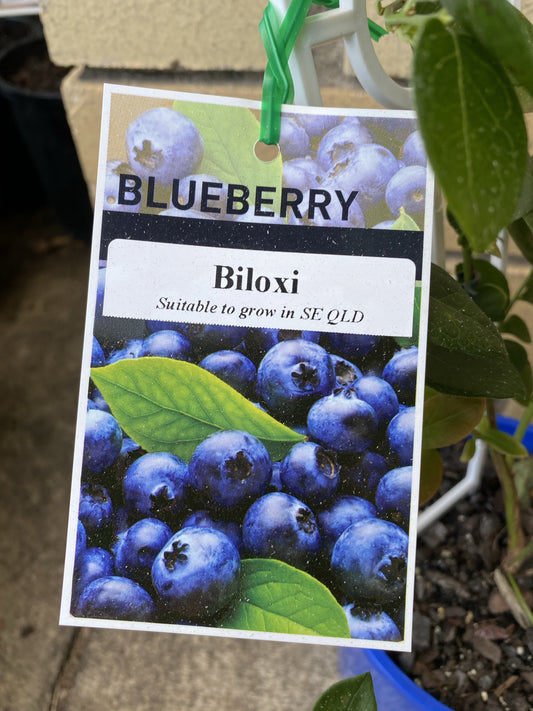 BLUEBERRY
Biloxi
Suitable to grow in SE QLD